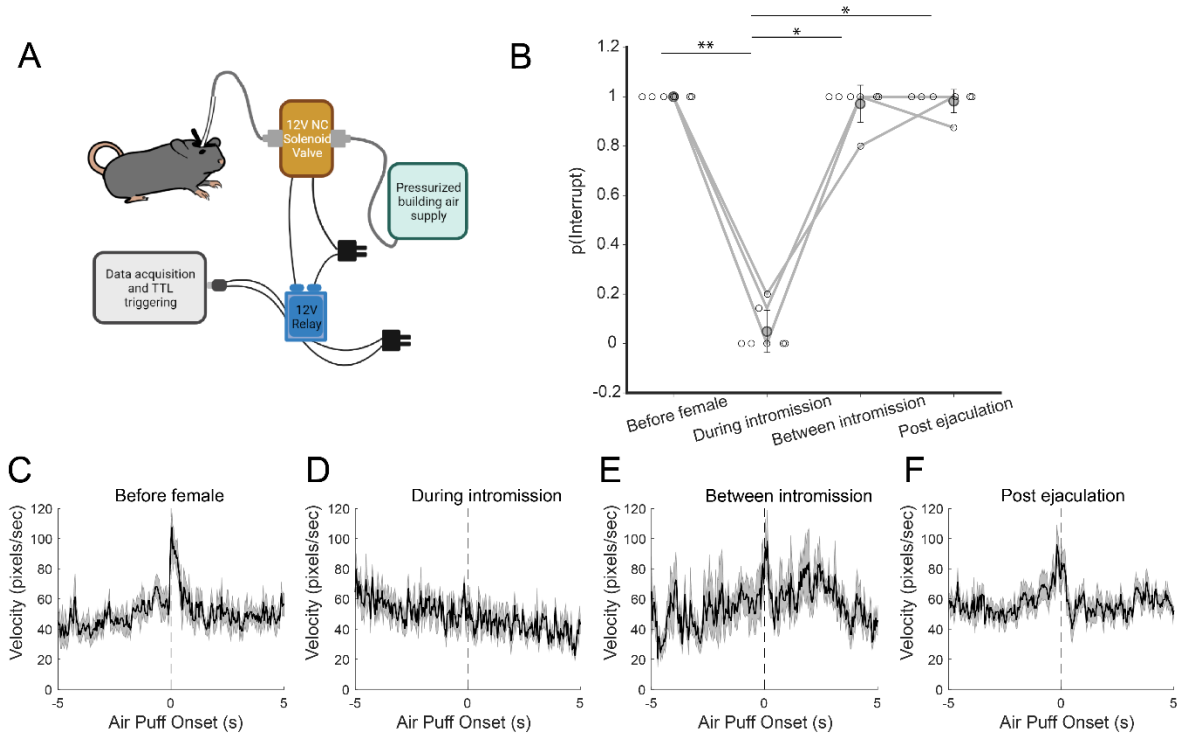 A
12V NC
Solenoid
Valve
Pressurized
building air
supply
Data acquisition
and TTL
triggering
12V
Relay
B
*
*
**
1.2
1
0.8
0.6
0.4
0.2
0
-0.2
p(Interrupt)
Before female
During intromission
Between intromission
Post ejaculation
C
Before female
120
100
80
60
40
20
0
Velocity (pixels/sec)
-5
0
5
Air Puff Onset (s)
D
During intromission
120
100
80
60
40
20
0
Velocity (pixels/sec)
-5
0
5
Air Puff Onset (s)
E
Between intromission
120
100
80
60
40
20
0
Velocity (pixels/sec)
-5
0
5
Air Puff Onset (s)
F
Post ejaculation
120
100
80
60
40
20
0
Velocity (pixels/sec)
-5
0
5
Air Puff Onset (s)